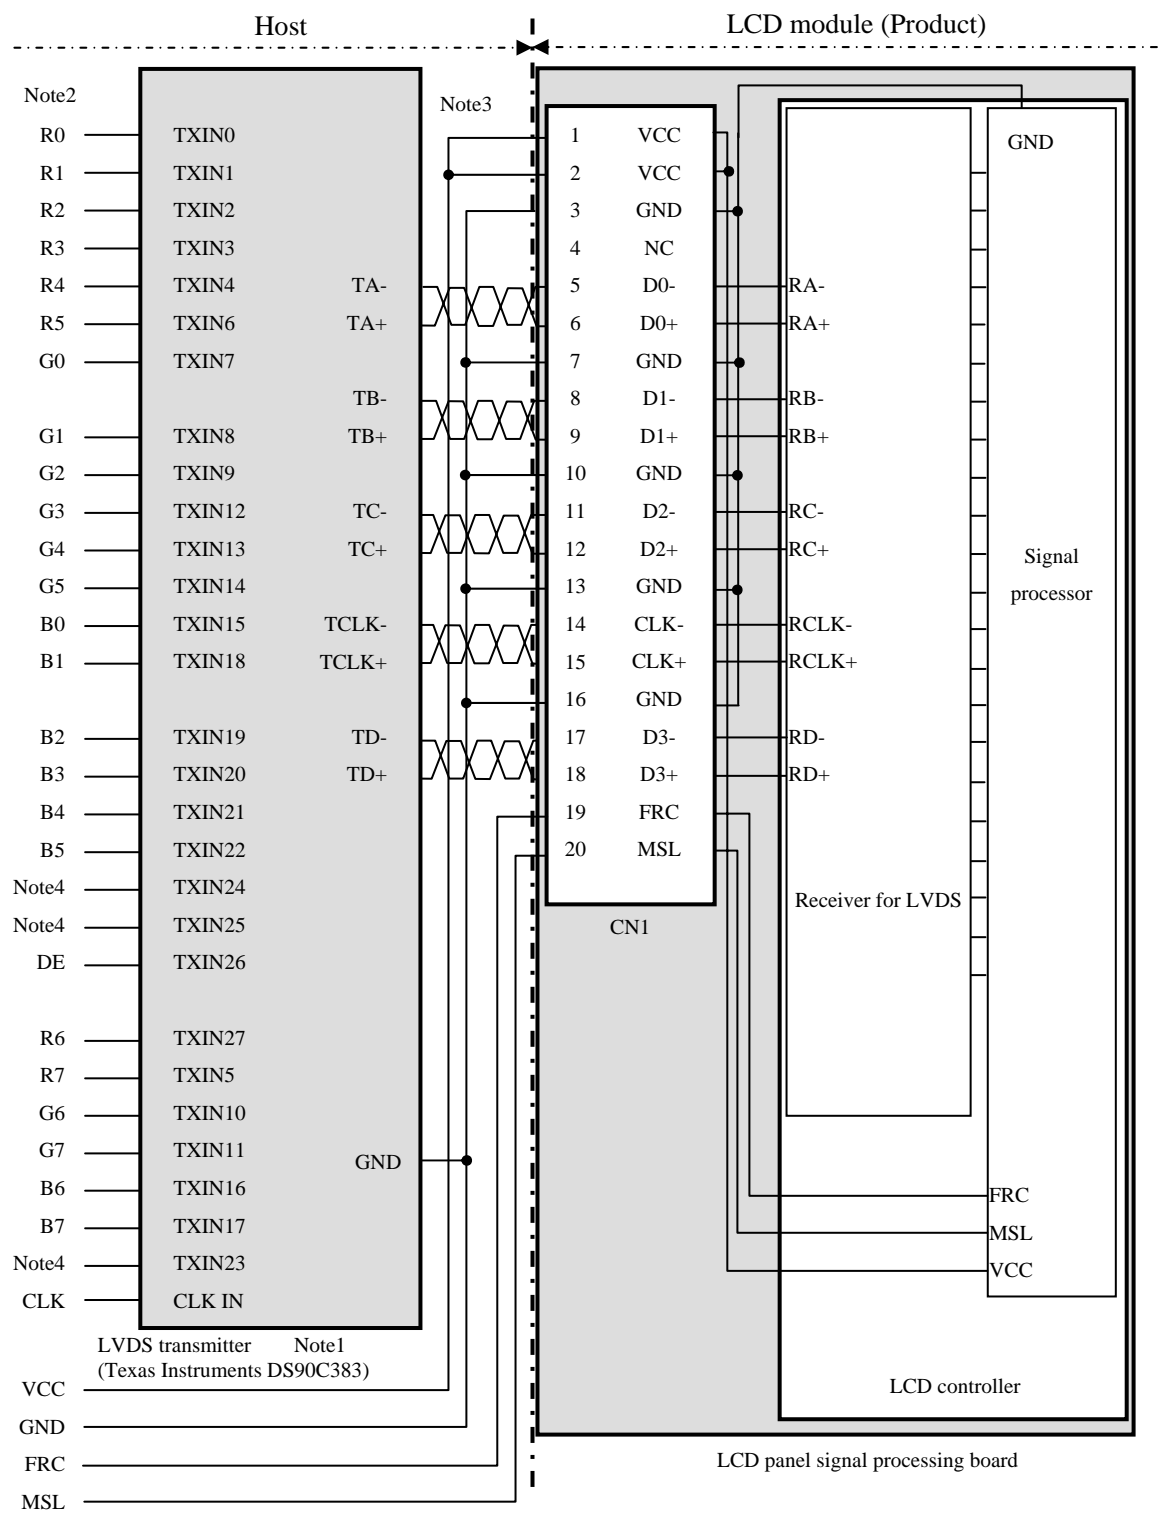 Host
LCD module (Product)
Note2
Note3
R0 TXIN0
R1 TXIN1
R2 TXIN2
R3 TXIN3
R4 TXIN4 TA-
R5 TXIN6 TA+
G0 TXIN7
TB-
G1 TXIN8 TB+
G2 TXIN9
G3 TXIN12 TC-
G4 TXIN13 TC+
G5 TXIN14
B0 TXIN15 TCLK-
B1 TXIN18 TCLK+
B2 TXIN19 TD-
B3 TXIN20 TD+
B4 TXIN21
B5 TXIN22
Note4 TXIN24
Note4 TXIN25
DE TXIN26
R6 TXIN27
R7 TXIN5
G6 TXIN10
G7 TXIN11
GND
B6 TXIN16
B7 TXIN17
Note4 TXIN23
CLK CLK IN
LVDS transmitter Note1
(Texas Instruments DS90C383)
VCC
GND
FRC
MSL
1 VCC
2 VCC
3 GND
4 NC
5 D0- RA-
6 D0+ RA+
7 GND
8 D1- RB-
9 D1+ RB+
10 GND
11 D2- RC-
12 D2+ RC+
13 GND
14 CLK- RCLK-
15 CLK+ RCLK+
16 GND
17 D3- RD-
18 D3+ RD+
19 FRC
20 MSL
CN1
Receiver for LVDS
GND
Signal
processor
FRC
MSL
VCC
LCD controller
LCD panel signal processing board